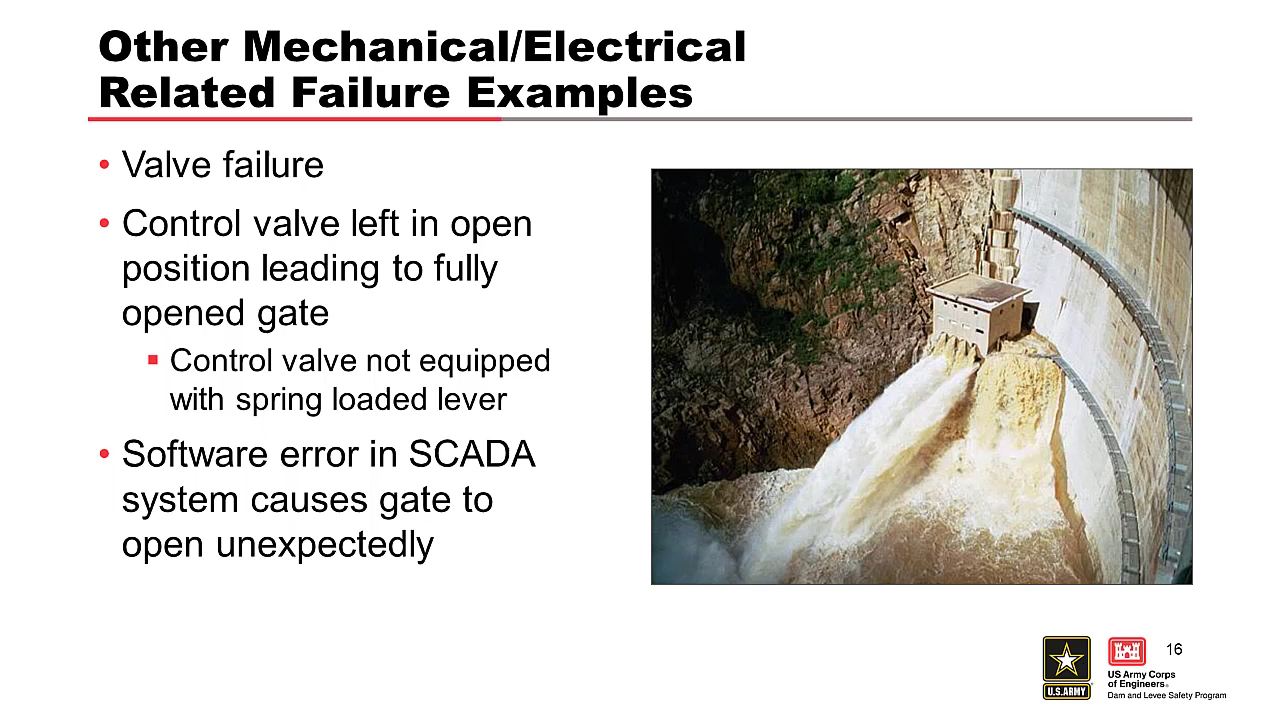 Other Mechanical/Electrical
Related Failure Examples
• Valve failure
• Control valve left in open
position leading to fully
opened gate
▪ Control valve not equipped
with spring loaded lever
• Software error in SCADA
system causes gate to
open unexpectedly
U.S.ARMY
US Army Corps
of Engineers®
Dam and Levee Safety Program
16